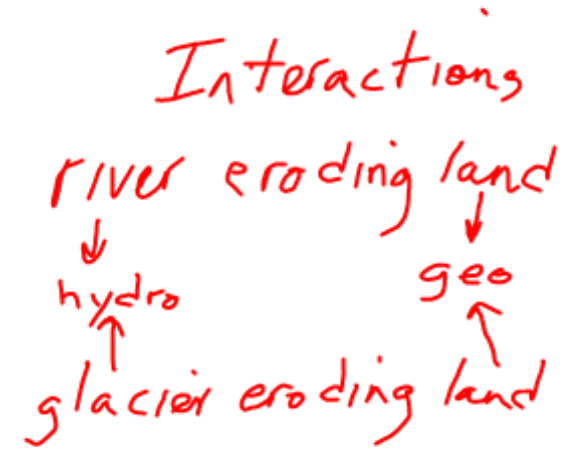 Interactions
river eroding land
hydro geo
glacier eroding land